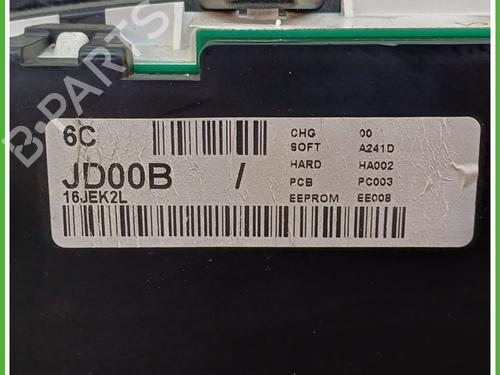 6C
CHG 00
SOFT A241D
JD00B /
HARD HA002
16JEK2L
PCB PC003
EEPROM EE008
B-PARTS